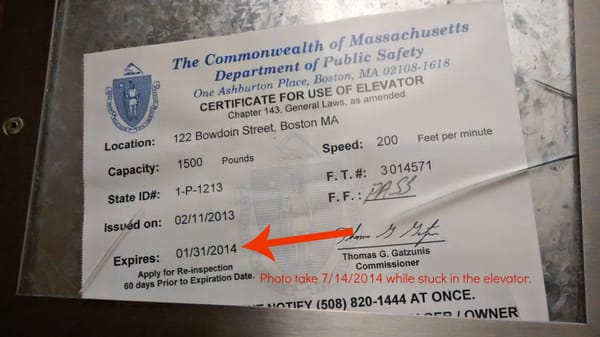 The Commonwealth of Massachusetts
Department of Public Safety
One Ashburton Place, Boston, MA 02108-1618
CERTIFICATE FOR USE OF ELEVATOR
Chapter 143, General Laws, as amended
Location: 122 Bowdoin Street, Boston MA
Capacity: 1500 Pounds Speed: 200 Feet per minute
State ID#: 1-P-1213 F. T. #: 3014571
F. F. : PASS
Issued on: 02/11/2013
Expires: 01/31/2014
Thomas G. Gatzunis
Commissioner
Apply for Re-inspection
60 days Prior to Expiration Date.
Photo take 7/14/2014 while stuck in the elevator.
NOTIFY (508) 820-1444 AT ONCE.
/ OWNER